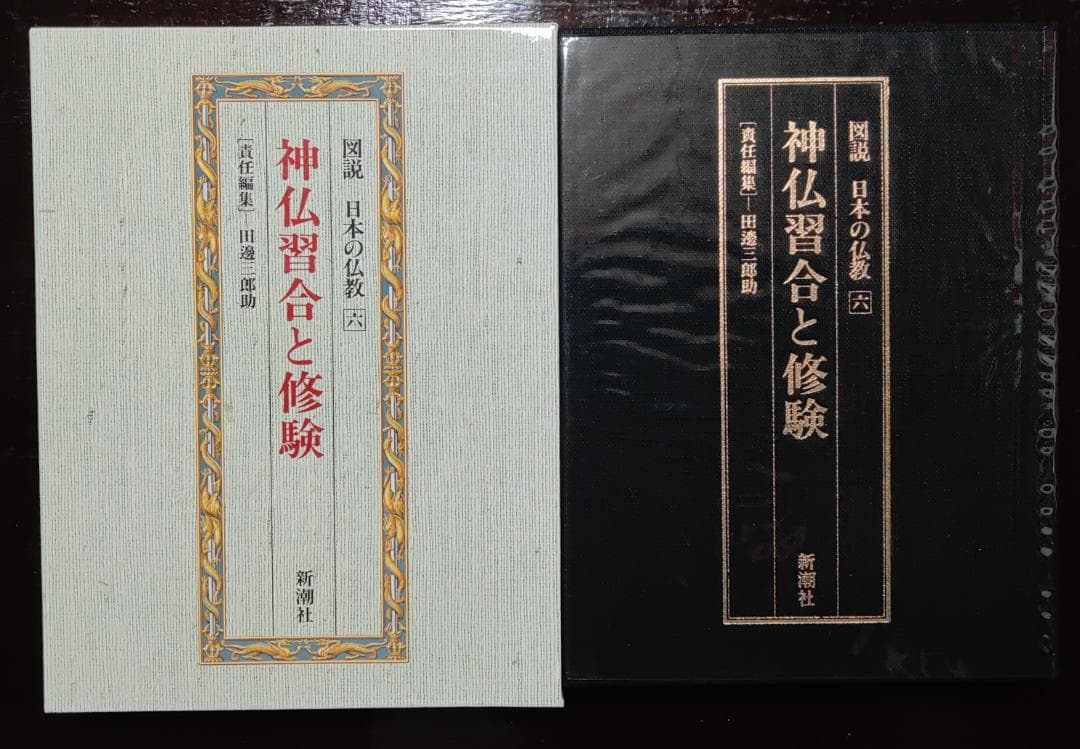 図説 日本の仏教 六
神仏習合と修験
新潮社
[責任編集] 田邊三郎助
図説 日本の仏教 六
神仏習合と修験
新潮社
[責任編集]—田邊三郎助